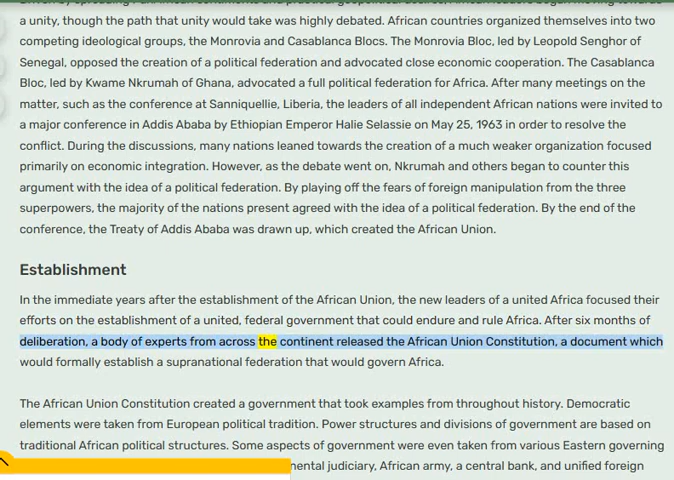 a unity, though the path that unity would take was highly debated. African countries organized themselves into two
competing ideological groups, the Monrovia and Casablanca Blocs. The Monrovia Bloc, led by Leopold Senghor of
Senegal, opposed the creation of a political federation and advocated close economic cooperation. The Casablanca
Bloc, led by Kwame Nkrumah of Ghana, advocated a full political federation for Africa. After many meetings on the
matter, such as the conference at Sanniquellie, Liberia, the leaders of all independent African nations were invited to
a major conference in Addis Ababa by Ethiopian Emperor Halie Selassie on May 25, 1963 in order to resolve the
conflict. During the discussions, many nations leaned towards the creation of a much weaker organization focused
primarily on economic integration. However, as the debate went on, Nkrumah and others began to counter this
argument with the idea of a political federation. By playing off the fears of foreign manipulation from the three
superpowers, the majority of the nations present agreed with the idea of a political federation. By the end of the
conference, the Treaty of Addis Ababa was drawn up, which created the African Union.
Establishment
In the immediate years after the establishment of the African Union, the new leaders of a united Africa focused their
efforts on the establishment of a united, federal government that could endure and rule Africa. After six months of
deliberation, a body of experts from across the continent released the African Union Constitution, a document which
would formally establish a supranational federation that would govern Africa.
The African Union Constitution created a government that took examples from throughout history. Democratic
elements were taken from European political tradition. Power structures and divisions of government are based on
traditional African political structures. Some aspects of government were even taken from various Eastern governing
judiciary, African army, a central bank, and unified foreign